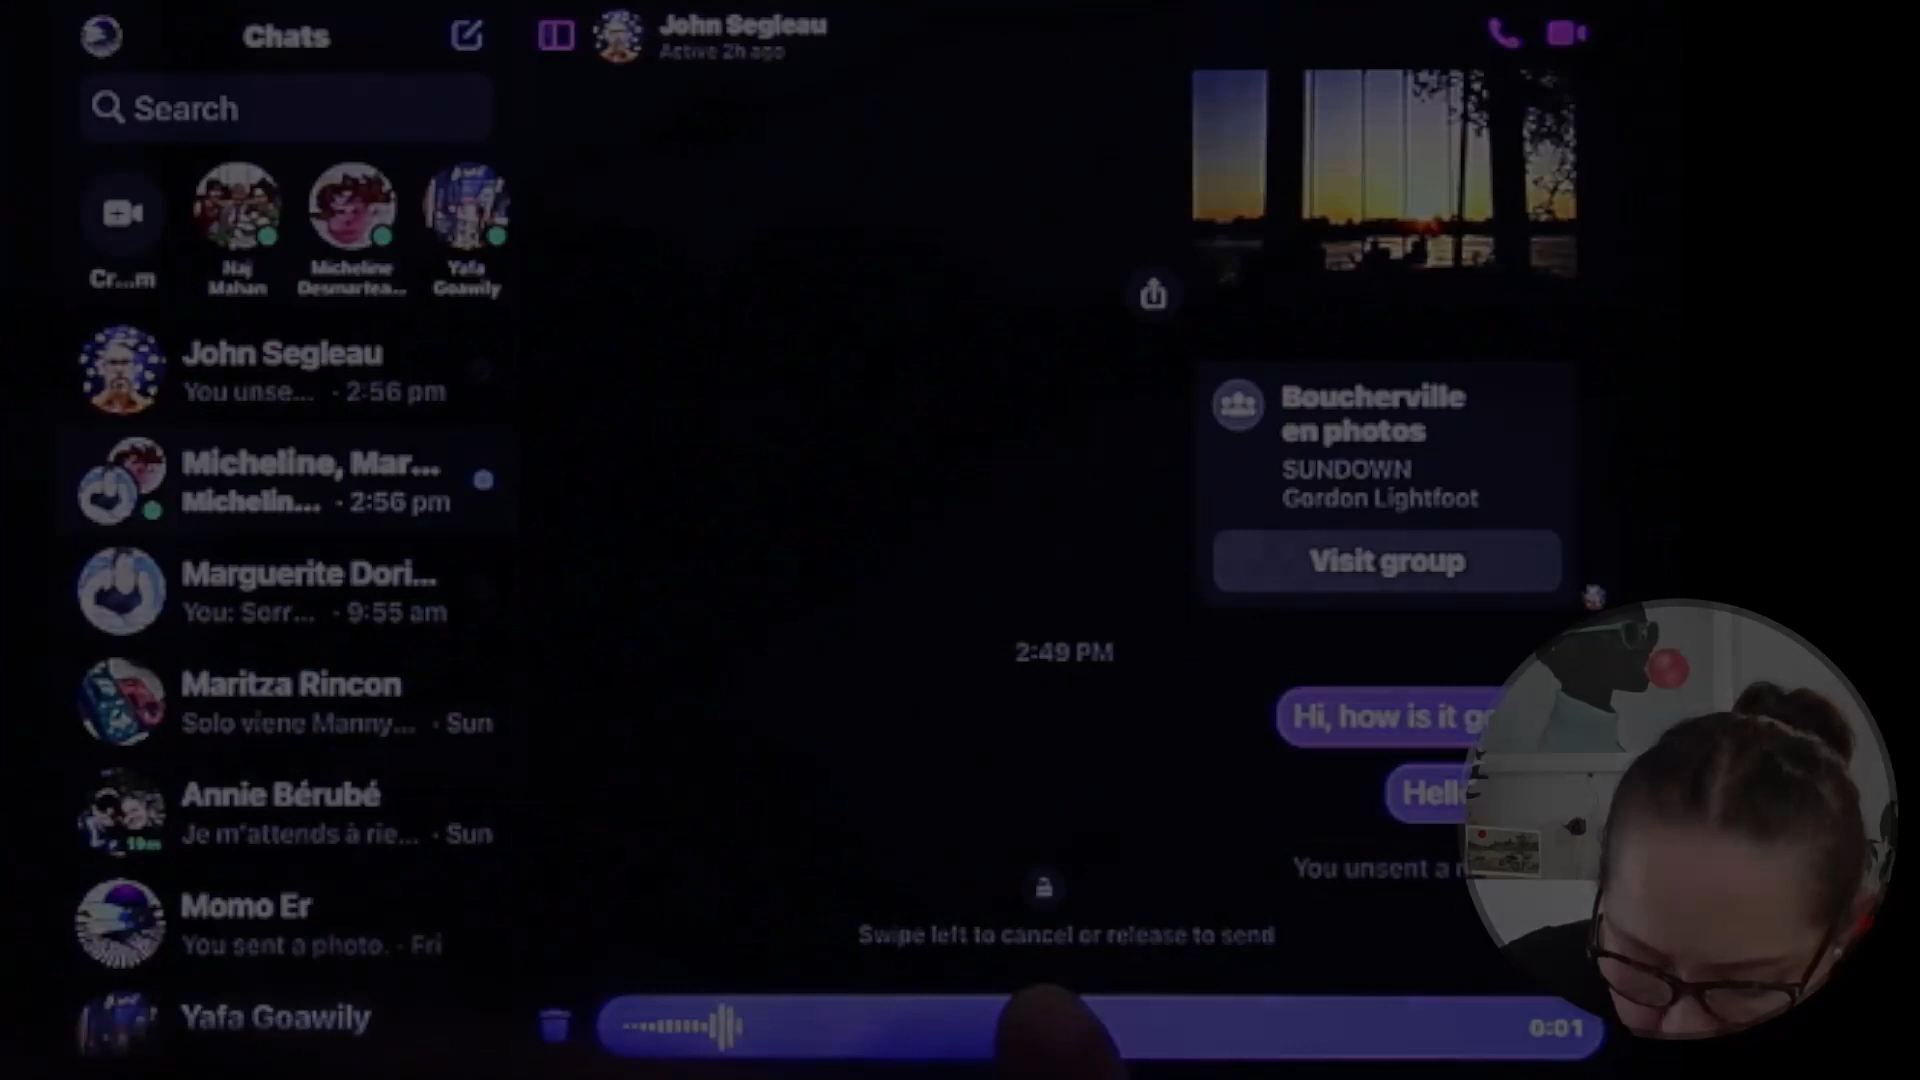 Chats
Search
Cr...m
Naj
Mahan
Micheline
Desmartea...
Yafa
Goawily
John Segleau
You unse... · 2:56 pm
Micheline, Mar...
Michelin... · 2:56 pm
Marguerite Dori...
You: Sorr... · 9:55 am
Maritza Rincon
Solo viene Manny... · Sun
Annie Bérubé
19m
Je m'attends à rie... · Sun
Momo Er
You sent a photo. · Fri
Yafa Goawily
John Segleau
Active 2h ago
Boucherville
en photos
SUNDOWN
Gordon Lightfoot
Visit group
2:49 PM
Hi, how is it
You unsent a
Swipe left to cancel or release to send
0:01